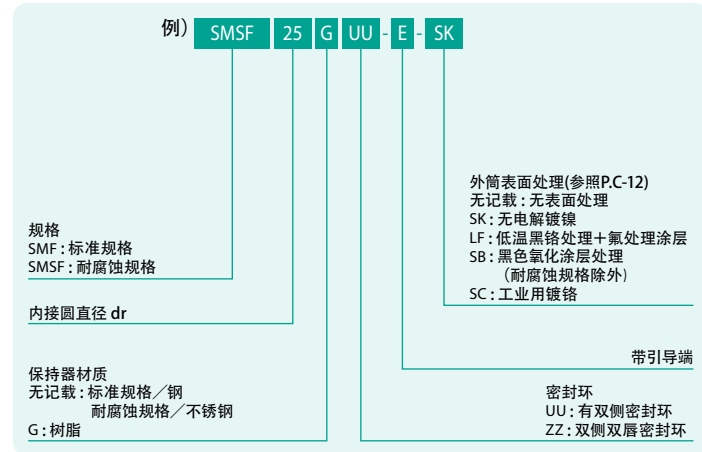 例） SMSF 25 G UU - E - SK
外筒表面处理(参照P.C-12)
无记载：无表面处理
SK：无电解镀镍
LF：低温黑铬处理＋氟处理涂层
SB：黑色氧化涂层处理
（耐腐蚀规格除外）
SC：工业用镀铬
规格
SMF：标准规格
SMSF：耐腐蚀规格
内接圆直径 dr
带引导端
保持器材质
无记载：标准规格／钢
耐腐蚀规格／不锈钢
G：树脂
密封环
UU：有双侧密封环
ZZ：双侧双唇密封环